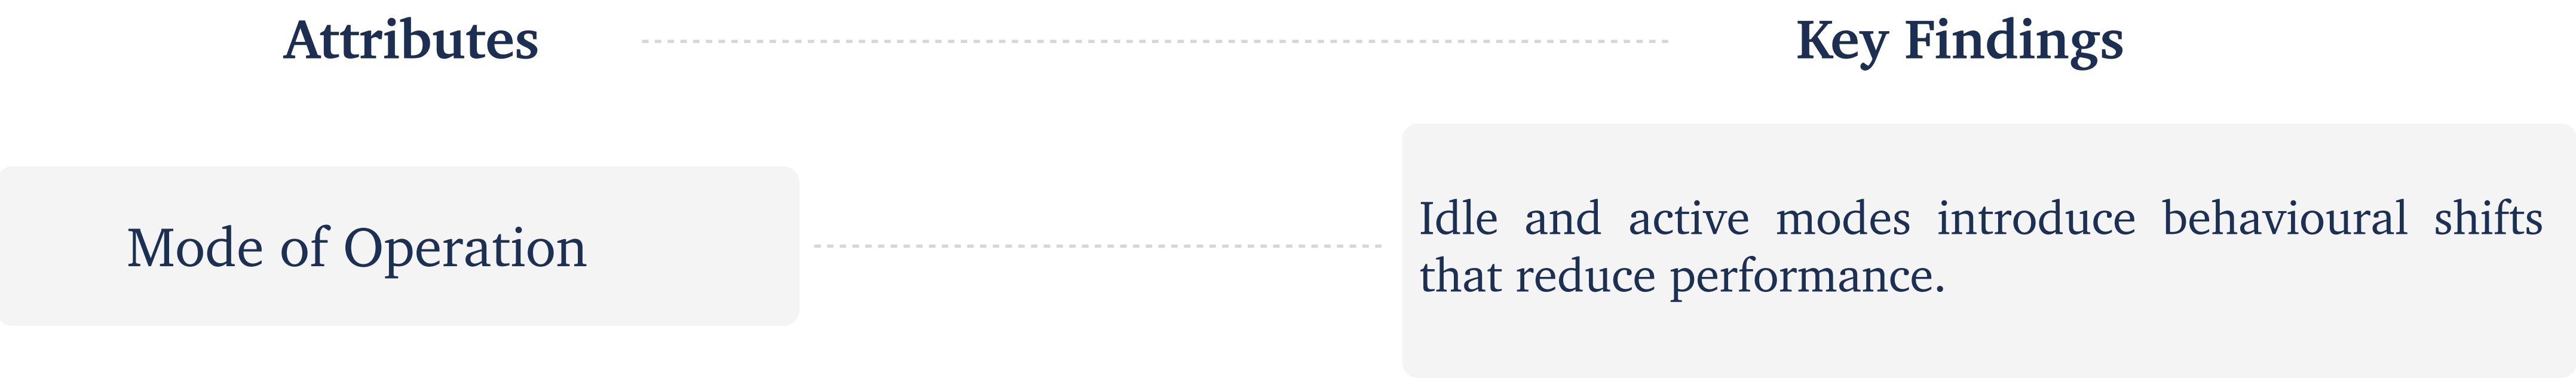 Attributes
Key Findings
Mode of Operation
Idle and active modes introduce behavioural shifts
that reduce performance.